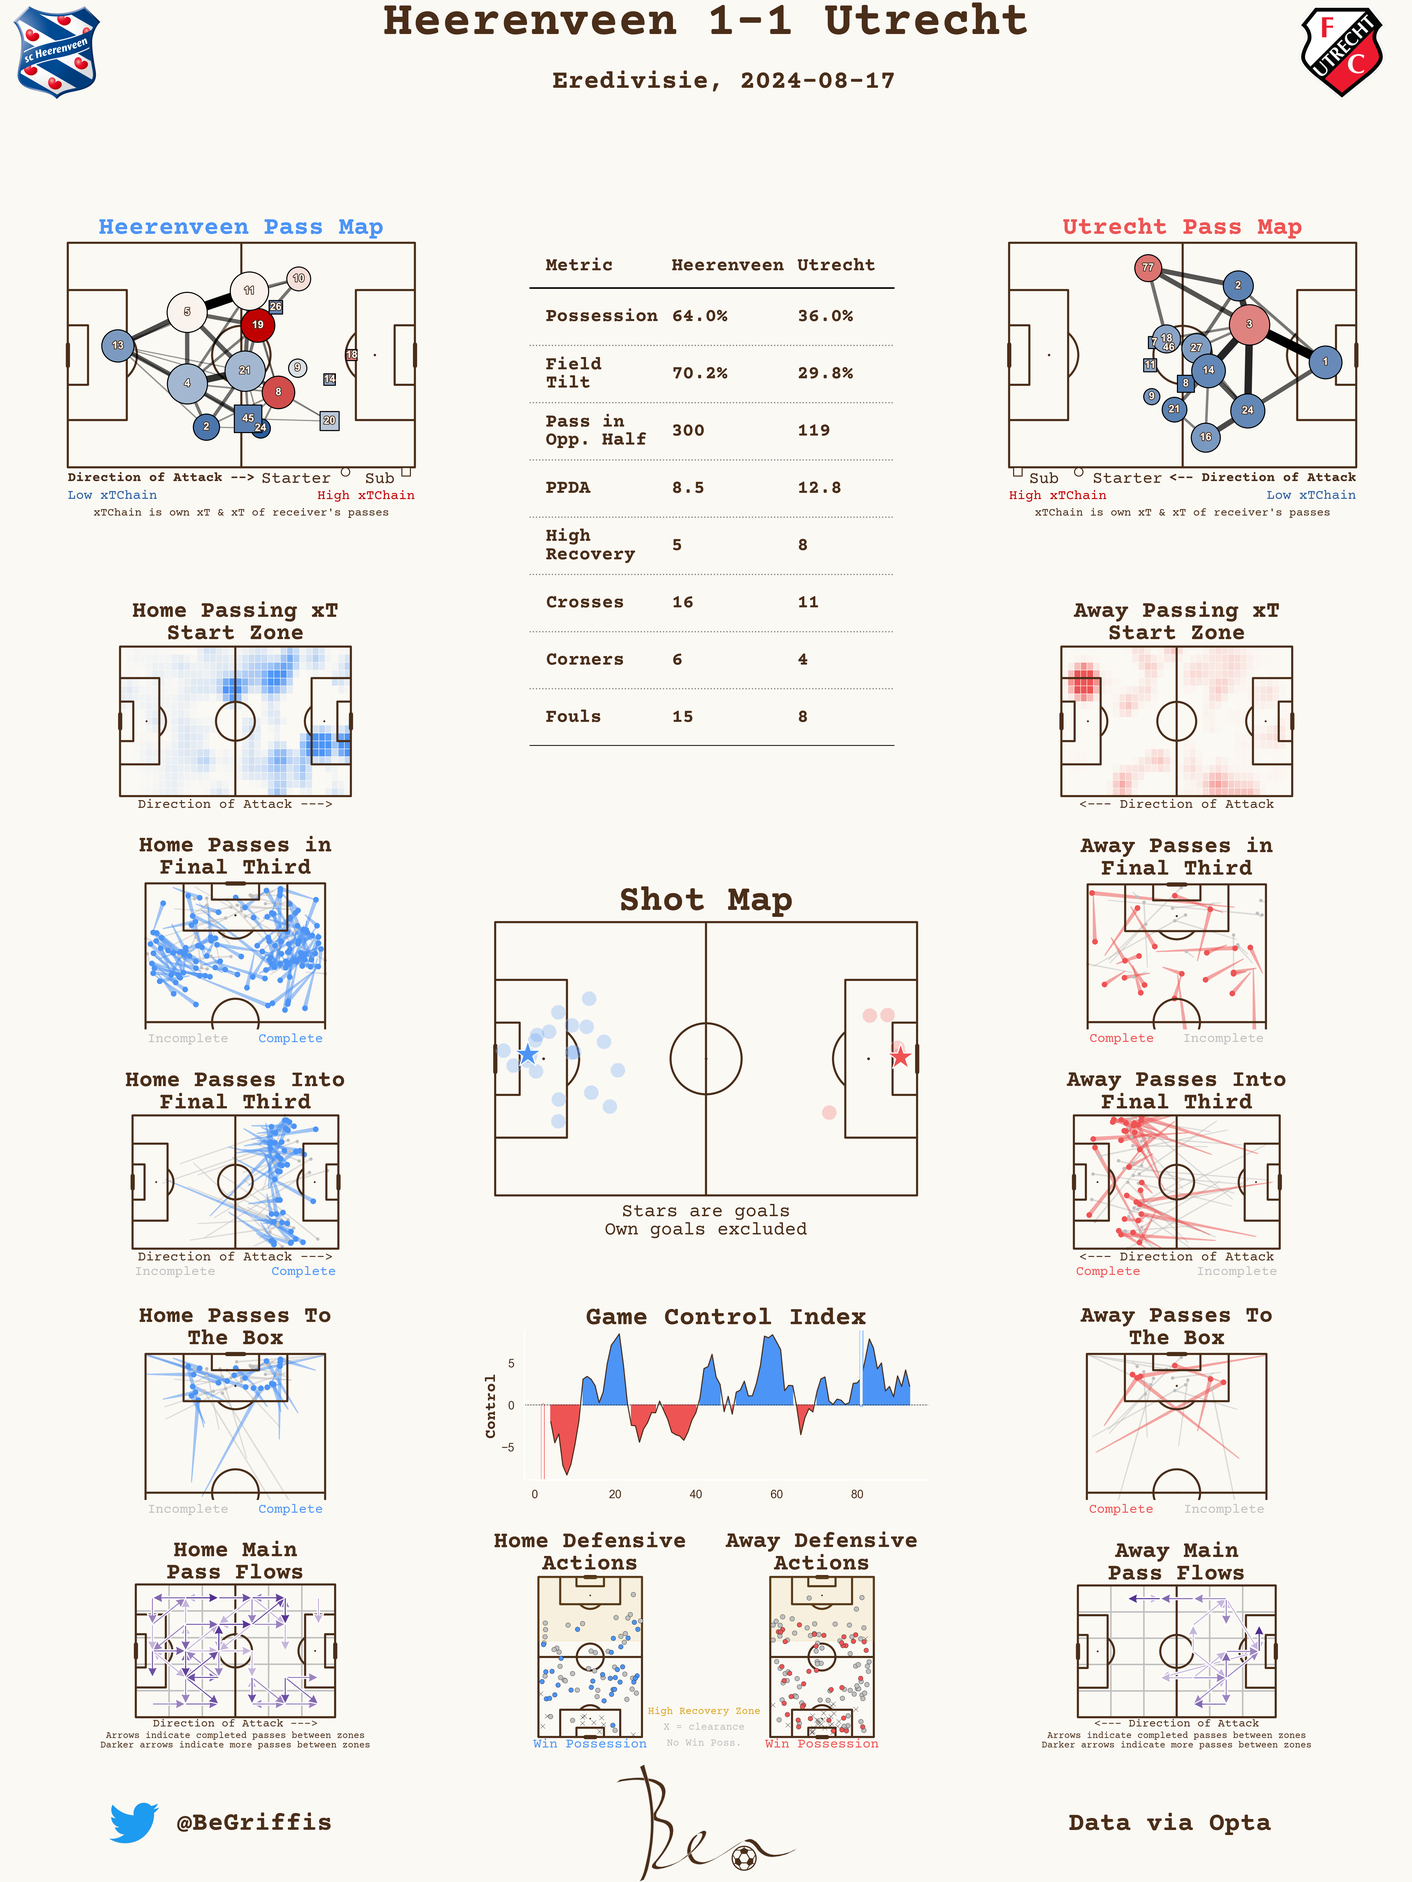 Heerenveen 1-1 Utrecht
Eredivisie, 2024-08-17
sc Heerenveen
F
UTRECHT
C
Heerenveen Pass Map
10
11
26
5
19
13
18
9
21
14
4
8
45
20
2
24
Direction of Attack --> Starter Sub
Low xTChain High xTChain
xTChain is own xT & xT of receiver's passes
Metric Heerenveen Utrecht
Possession 64.0% 36.0%
Field
Tilt 70.2% 29.8%
Pass in
Opp. Half 300 119
PPDA 8.5 12.8
High
Recovery 5 8
Crosses 16 11
Corners 6 4
Fouls 15 8
Utrecht Pass Map
77
2
3
18
7
46
27
11
1
14
8
9
21
24
16
Sub Starter <-- Direction of Attack
High xTChain Low xTChain
xTChain is own xT & xT of receiver's passes
Home Passing xT
Start Zone
Direction of Attack --->
Away Passing xT
Start Zone
<--- Direction of Attack
Home Passes in
Final Third
Incomplete Complete
Away Passes in
Final Third
Complete Incomplete
Shot Map
Stars are goals
Own goals excluded
Home Passes Into
Final Third
Direction of Attack --->
Incomplete Complete
Away Passes Into
Final Third
<--- Direction of Attack
Complete Incomplete
Home Passes To
The Box
Incomplete Complete
Game Control Index
Control
5
0
−5
0 20 40 60 80
Away Passes To
The Box
Complete Incomplete
Home Main
Pass Flows
Direction of Attack --->
Arrows indicate completed passes between zones
Darker arrows indicate more passes between zones
Home Defensive
Actions
Win Possession
High Recovery Zone
X = clearance
No Win Poss.
Away Defensive
Actions
Win Possession
Away Main
Pass Flows
<--- Direction of Attack
Arrows indicate completed passes between zones
Darker arrows indicate more passes between zones
@BeGriffis
Ben
Data via Opta